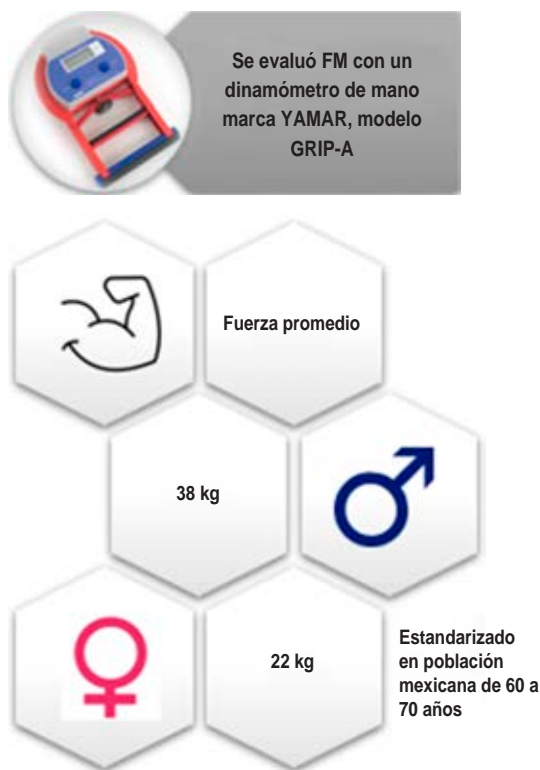 Se evaluó FM con un
dinamómetro de mano
marca YAMAR, modelo
GRIP-A
Fuerza promedio
38 kg
22 kg
Estandarizado
en población
mexicana de 60 a
70 años